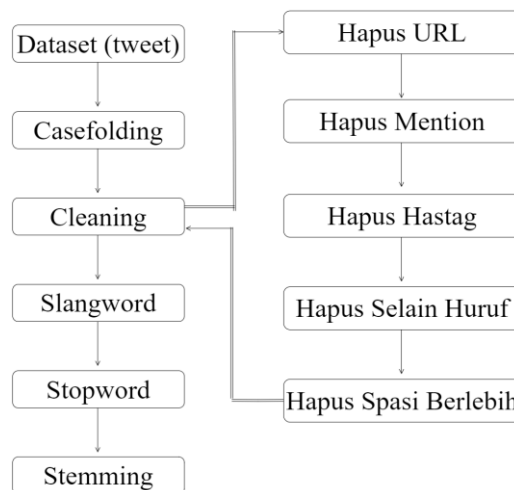 Dataset (tweet)
Casefolding
Cleaning
Slangword
Stopword
Stemming
Hapus URL
Hapus Mention
Hapus Hastag
Hapus Selain Huruf
Hapus Spasi Berlebih